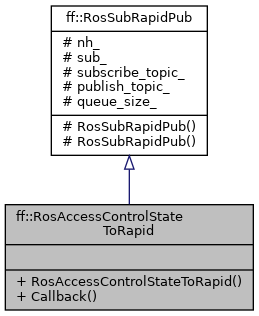 ff::RosSubRapidPub
# nh_
# sub_
# subscribe_topic_
# publish_topic_
# queue_size_
# RosSubRapidPub()
# RosSubRapidPub()
ff::RosAccessControlState
ToRapid
+ RosAccessControlStateToRapid()
+ Callback()